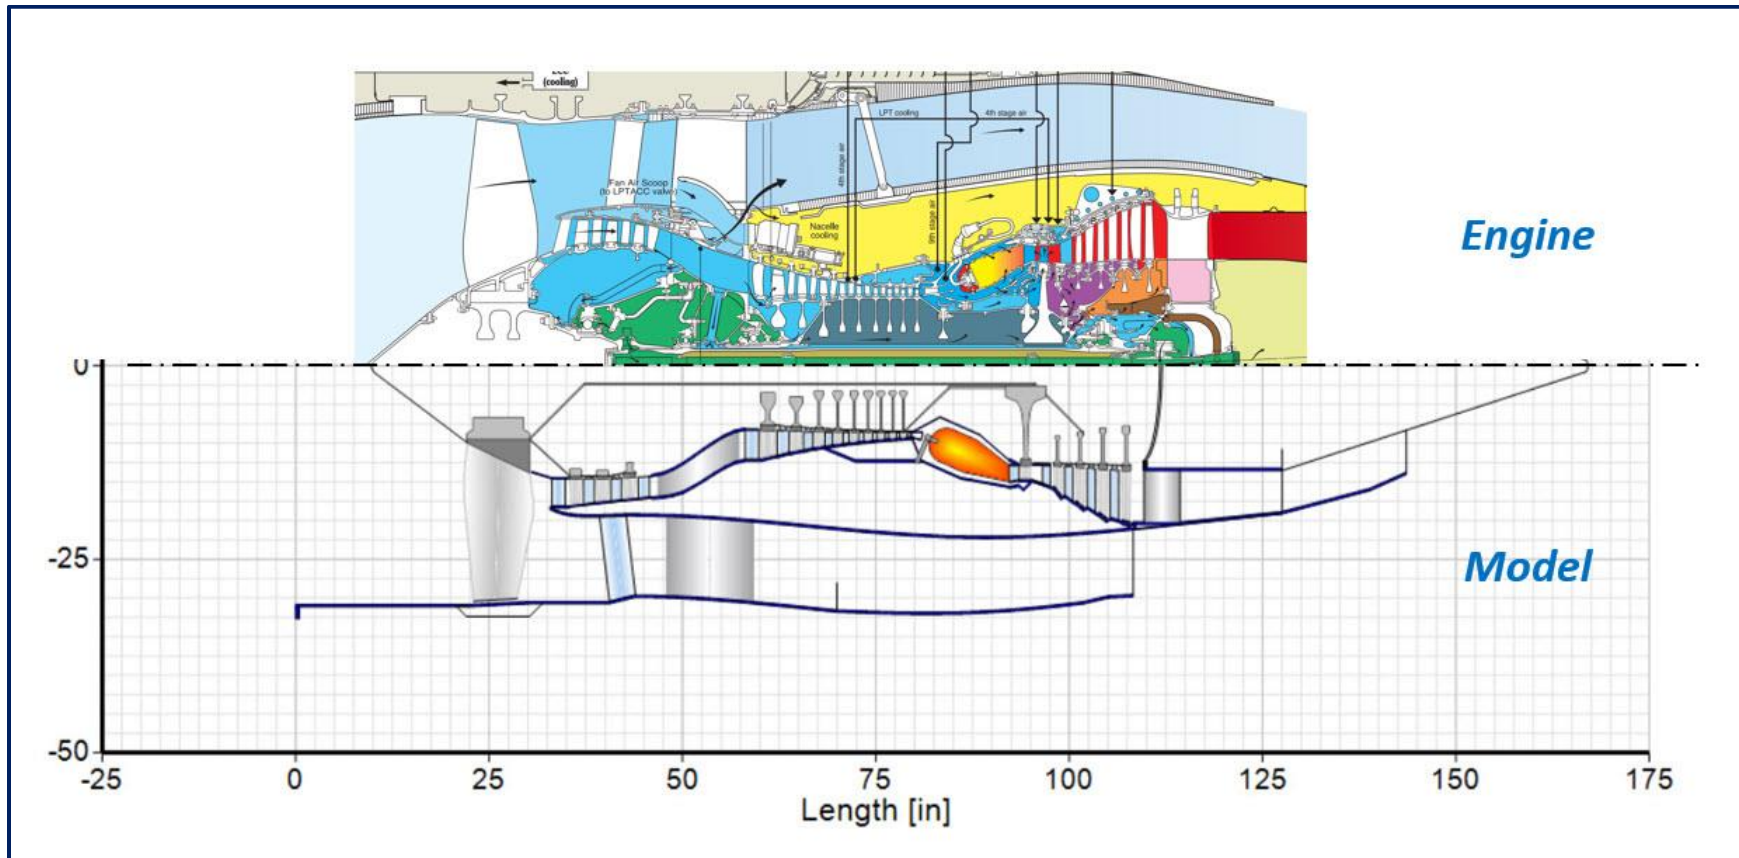 (cooling)
LPT cooling
4th stage air
4th stage air
Fan Air Scoop
(to LPTACC valve)
Nacelle
cooling
9th stage air
Engine
0
Model
-25
-50
-25 0 25 50 75 100 125 150 175
Length [in]